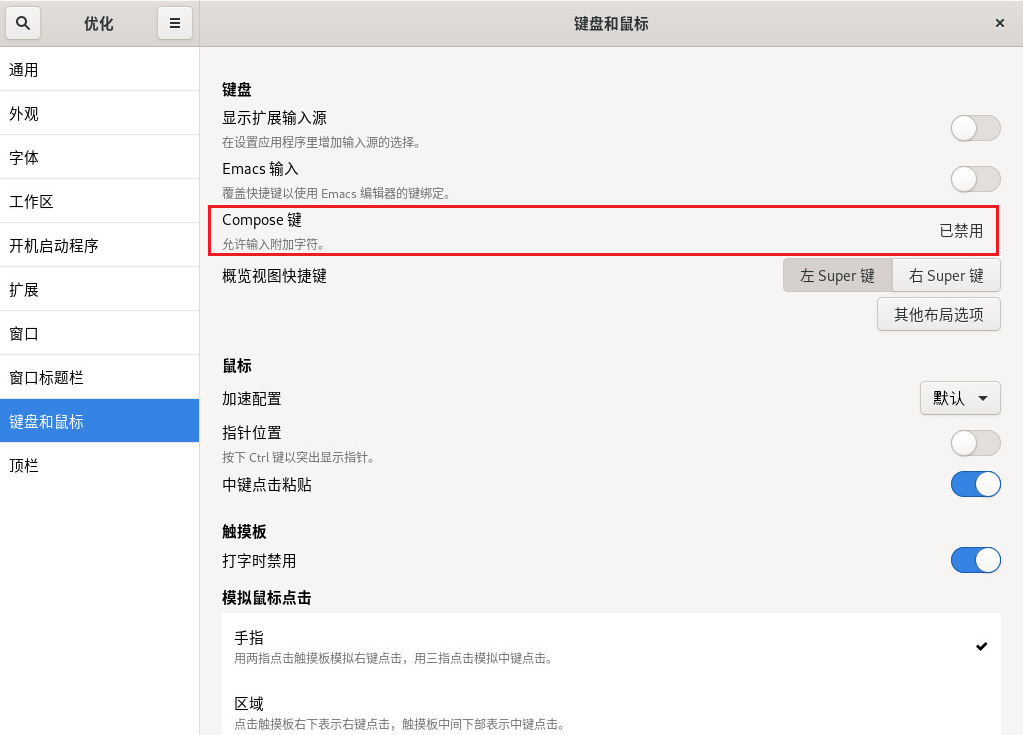 优化
键盘和鼠标
通用
外观
字体
工作区
开机启动程序
扩展
窗口
窗口标题栏
键盘和鼠标
顶栏
键盘
显示扩展输入源
在设置应用程序里增加输入源的选择。
Emacs 输入
覆盖快捷键以使用 Emacs 编辑器的键绑定。
Compose 键
已禁用
允许输入附加字符。
概览视图快捷键
左 Super 键
右 Super 键
其他布局选项
鼠标
加速配置
默认
指针位置
按下 Ctrl 键以突出显示指针。
中键点击粘贴
触摸板
打字时禁用
模拟鼠标点击
手指
用两指点击触摸板模拟右键点击，用三指点击模拟中键点击。
区域
点击触摸板右下表示右键点击，触摸板中间下部表示中键点击。